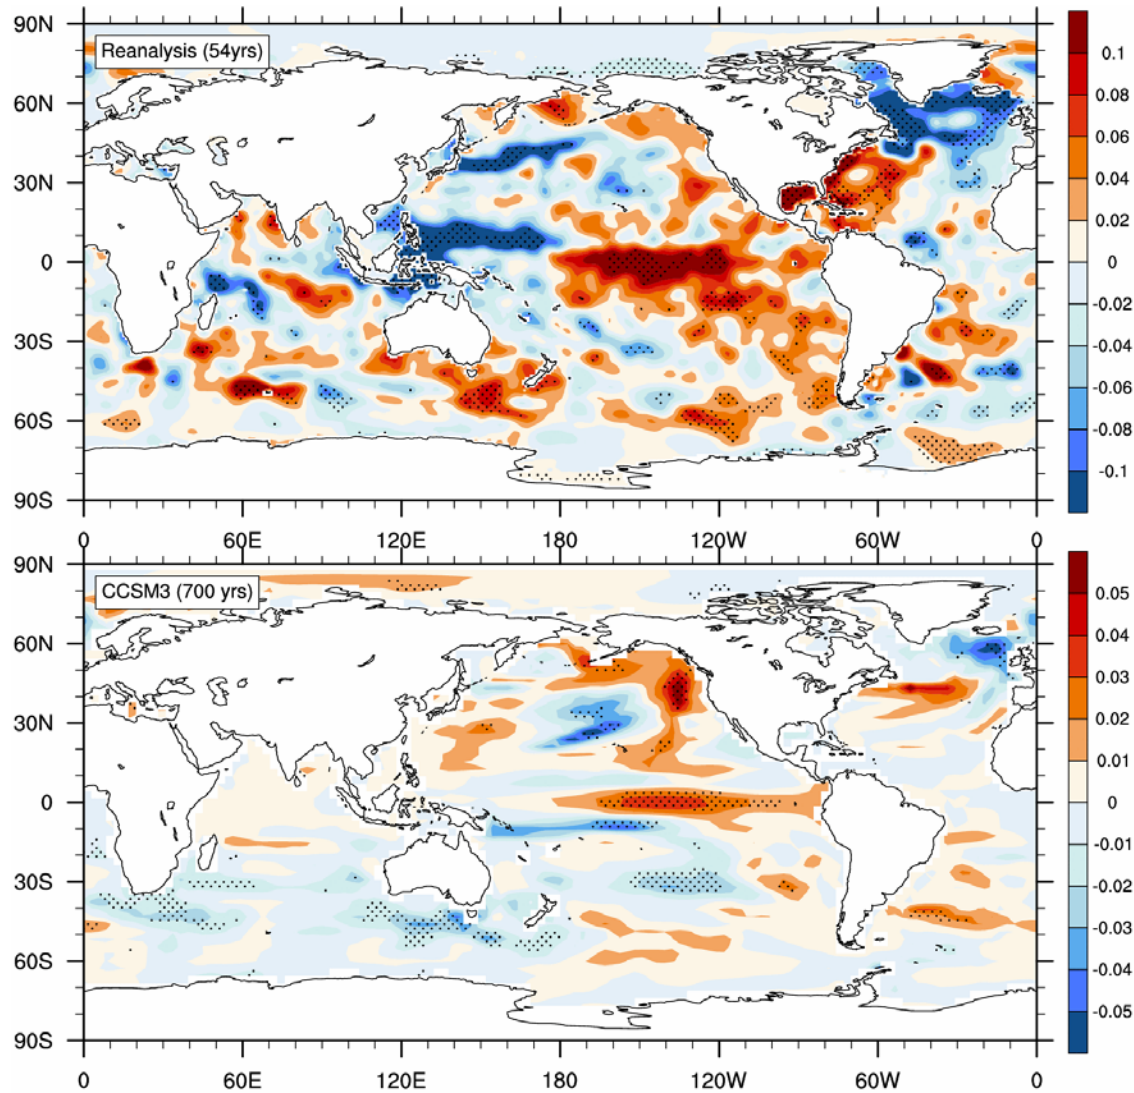 90N
Reanalysis (54yrs)
60N
30N
0
30S
60S
90S
0
60E
120E
180
120W
60W
0
0.1
0.08
0.06
0.04
0.02
0
-0.02
-0.04
-0.06
-0.08
-0.1
90N
CCSM3 (700 yrs)
60N
30N
0
30S
60S
90S
0
60E
120E
180
120W
60W
0
0.05
0.04
0.03
0.02
0.01
0
-0.01
-0.02
-0.03
-0.04
-0.05